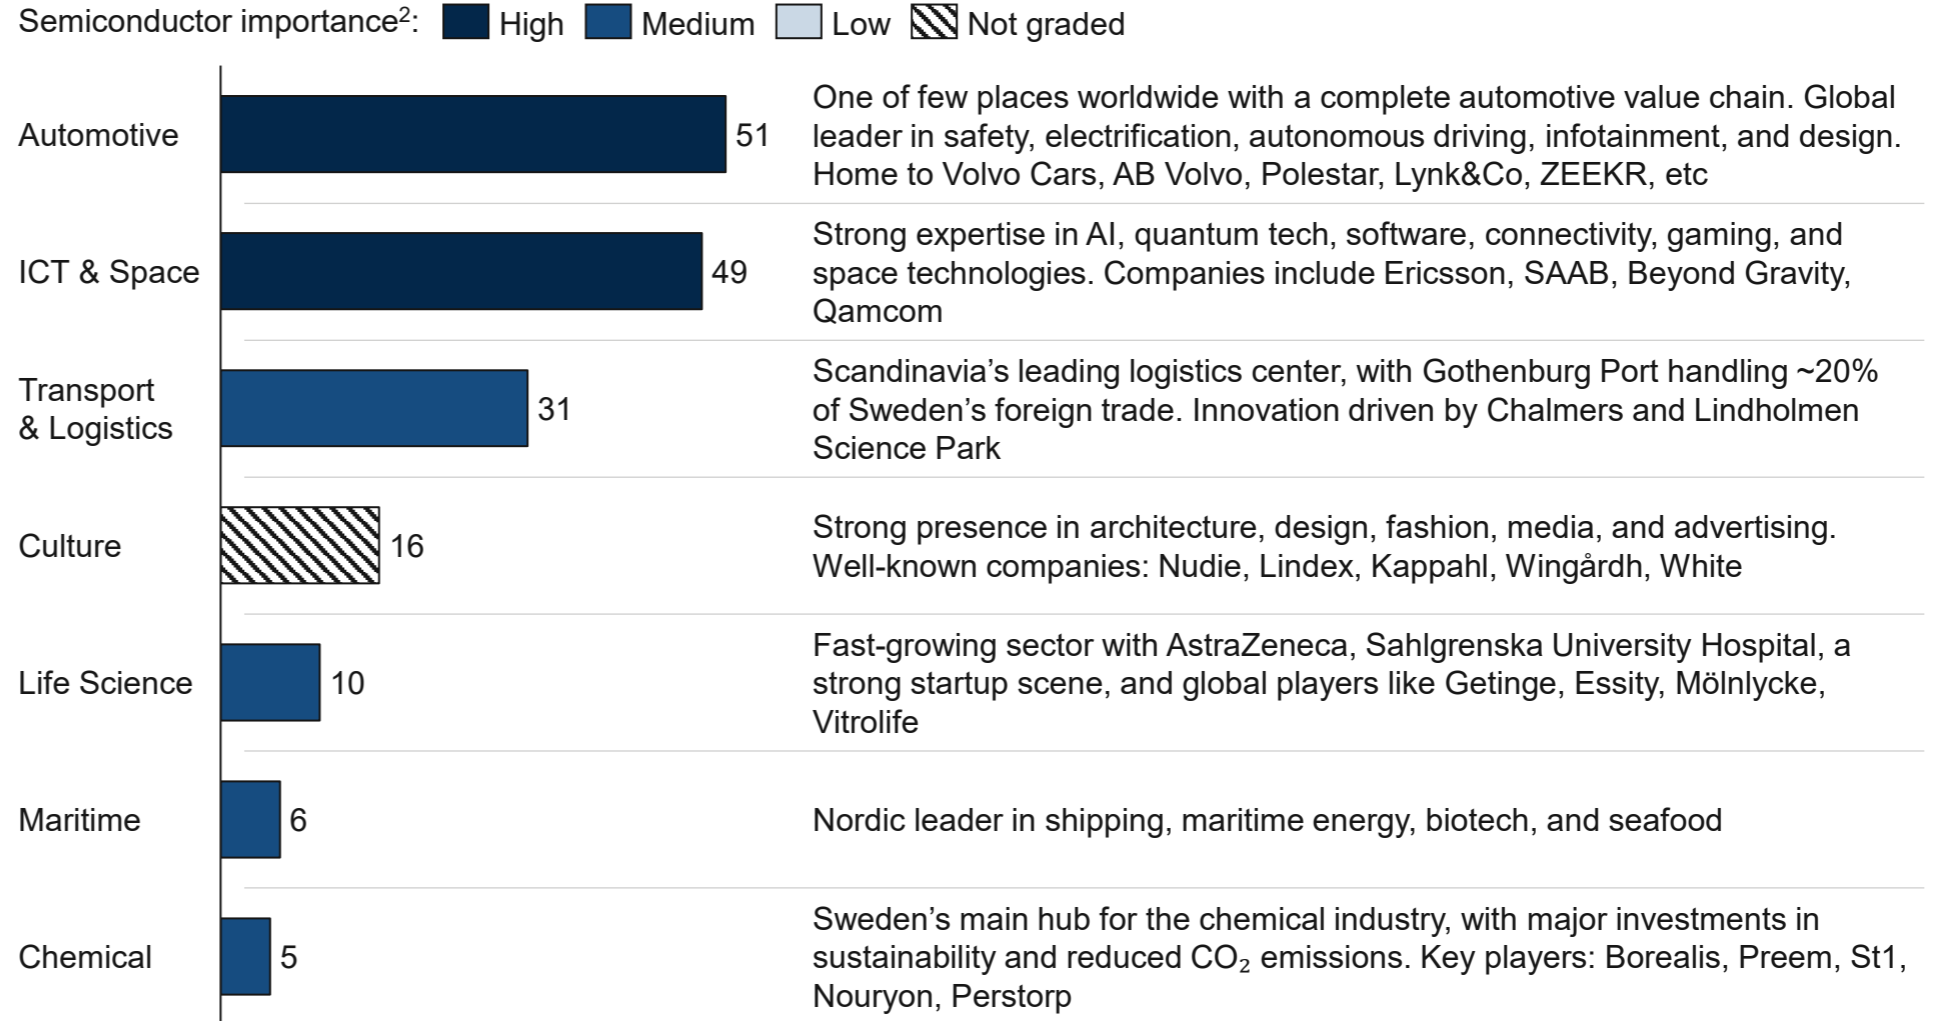 Semiconductor importance²: High Medium Low Not graded
Automotive
51
One of few places worldwide with a complete automotive value chain. Global
leader in safety, electrification, autonomous driving, infotainment, and design.
Home to Volvo Cars, AB Volvo, Polestar, Lynk&Co, ZEEKR, etc
ICT & Space
49
Strong expertise in AI, quantum tech, software, connectivity, gaming, and
space technologies. Companies include Ericsson, SAAB, Beyond Gravity,
Qamcom
Transport
& Logistics
31
Scandinavia’s leading logistics center, with Gothenburg Port handling ~20%
of Sweden’s foreign trade. Innovation driven by Chalmers and Lindholmen
Science Park
Culture
16
Strong presence in architecture, design, fashion, media, and advertising.
Well-known companies: Nudie, Lindex, Kappahl, Wingårdh, White
Life Science
10
Fast-growing sector with AstraZeneca, Sahlgrenska University Hospital, a
strong startup scene, and global players like Getinge, Essity, Mölnlycke,
Vitrolife
Maritime
6
Nordic leader in shipping, maritime energy, biotech, and seafood
Chemical
5
Sweden’s main hub for the chemical industry, with major investments in
sustainability and reduced CO₂ emissions. Key players: Borealis, Preem, St1,
Nouryon, Perstorp